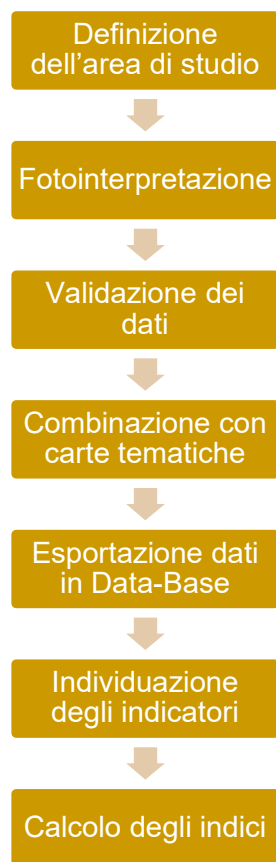 Definizione
dell’area di studio
Fotointerpretazione
Validazione dei
dati
Combinazione con
carte tematiche
Esportazione dati
in Data-Base
Individuazione
degli indicatori
Calcolo degli indici